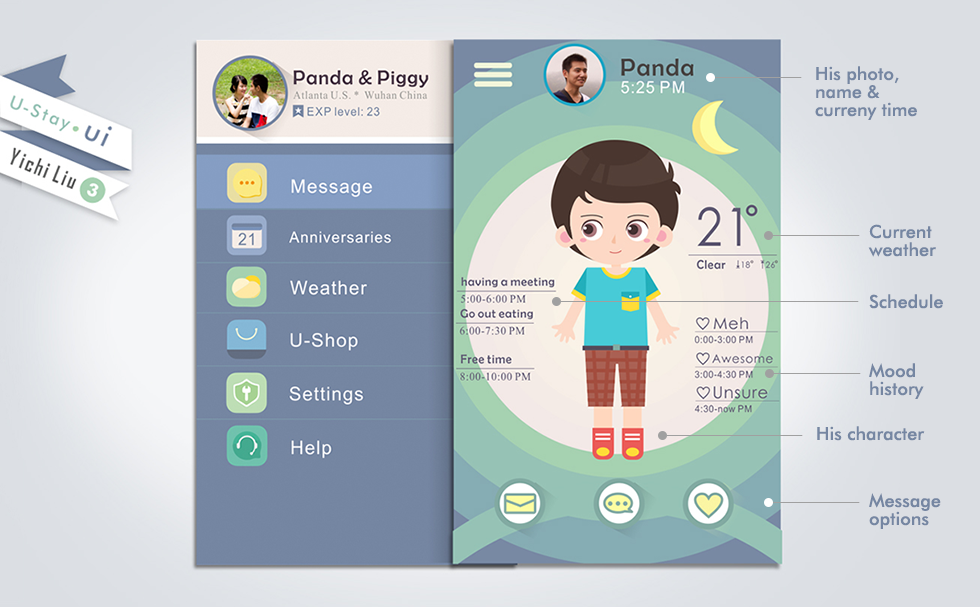 U-Stay • Ui
Yichi Liu 3
Panda & Piggy
Atlanta U.S. * Wuhan China
EXP level: 23
Message
21
Anniversaries
Weather
U-Shop
Settings
Help
Panda
5:25 PM
21°
Clear 18° 26°
having a meeting
5:00-6:00 PM
Go out eating
6:00-7:30 PM
Free time
8:00-10:00 PM
Meh
0:00-3:00 PM
Awesome
3:00-4:30 PM
Unsure
4:30-now PM
His photo,
name &
curreny time
Current
weather
Schedule
Mood
history
His character
Message
options